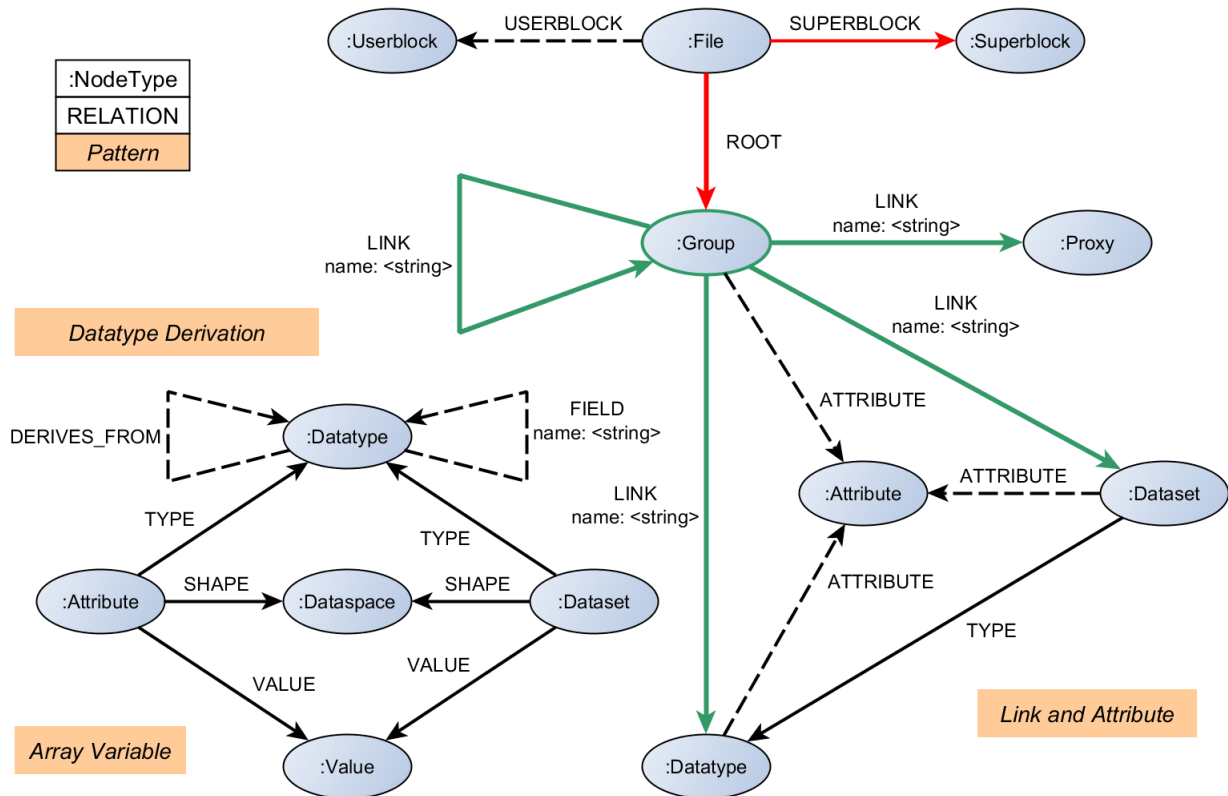 USERBLOCK
SUPERBLOCK
:Userblock
:File
:Superblock
:NodeType
RELATION
Pattern
ROOT
LINK
name: <string>
:Group
:Proxy
LINK
name: <string>
LINK
name: <string>
Datatype Derivation
ATTRIBUTE
DERIVES_FROM
:Datatype
FIELD
name: <string>
:Attribute
ATTRIBUTE
:Dataset
LINK
name: <string>
TYPE
TYPE
ATTRIBUTE
:Attribute
SHAPE
:Dataspace
SHAPE
:Dataset
TYPE
VALUE
VALUE
Array Variable
:Value
:Datatype
Link and Attribute